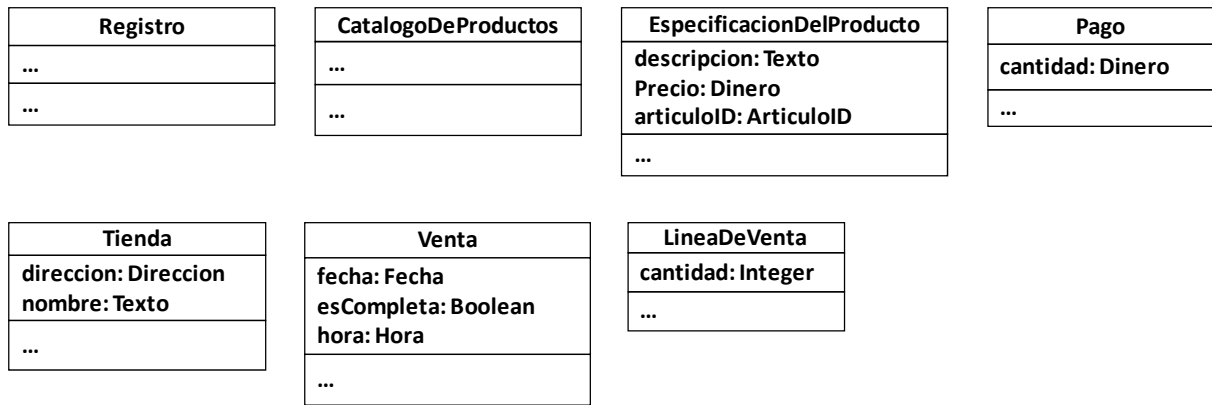 Registro
...
...
CatalogoDeProductos
...
...
EspecificacionDelProducto
descripcion: Texto
Precio: Dinero
articuloID: ArticuloID
...
Pago
cantidad: Dinero
...
Tienda
direccion: Direccion
nombre: Texto
...
Venta
fecha: Fecha
esCompleta: Boolean
hora: Hora
...
LineaDeVenta
cantidad: Integer
...